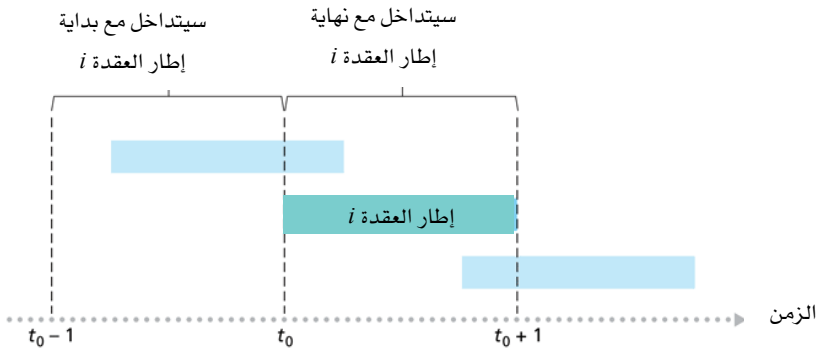 سيتداخل مع بداية
إطار العقدة i
سيتداخل مع نهاية
إطار العقدة i
إطار العقدة i
الزمن
t₀ – 1
t₀
t₀ + 1